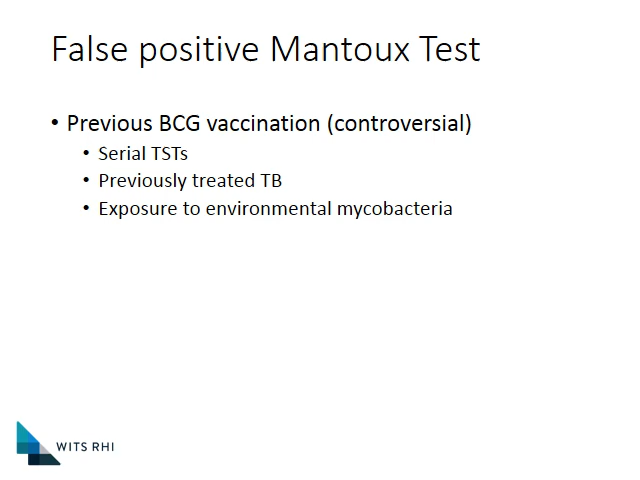 False positive Mantoux Test
• Previous BCG vaccination (controversial)
• Serial TSTs
• Previously treated TB
• Exposure to environmental mycobacteria
WITS RHI